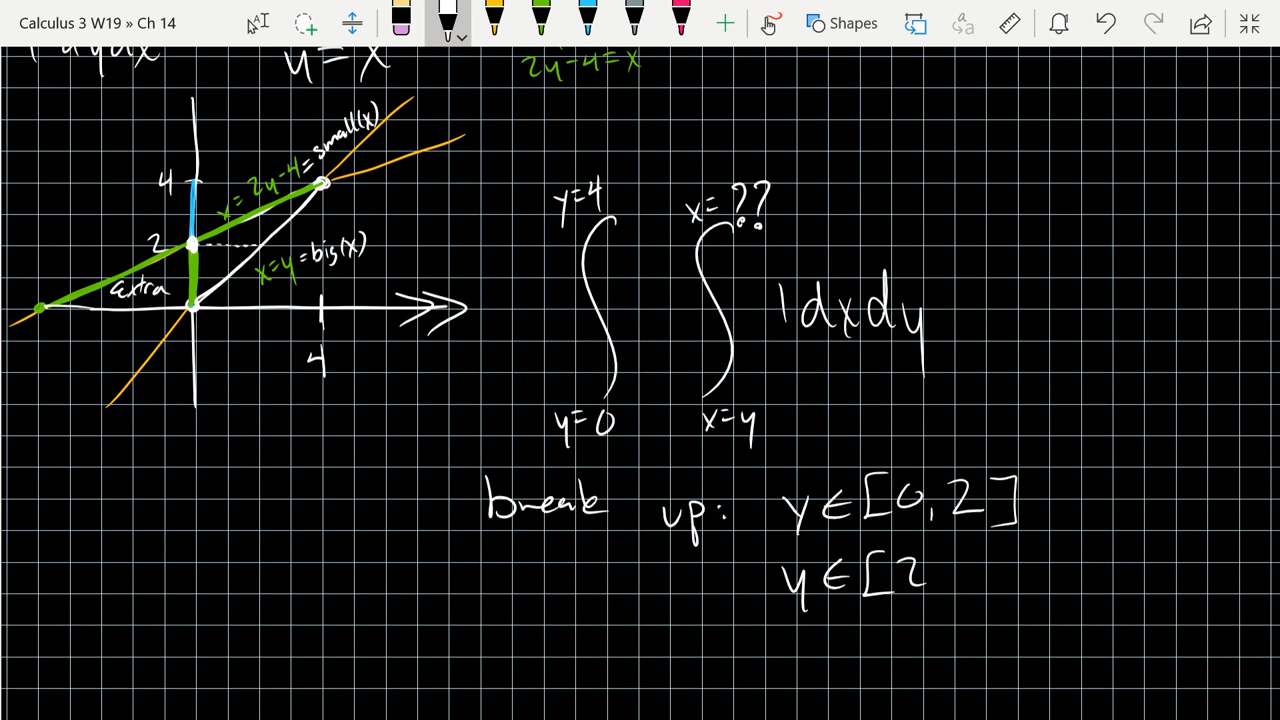 Calculus 3 W19 » Ch 14
Shapes
y=x
2y-4=x
x=2y-4=small(x)
4
2
x=y=big(x)
extra
4
y=4
x=??
1dxdy
y=0
x=y
break up: y∈[0,2]
y∈[2